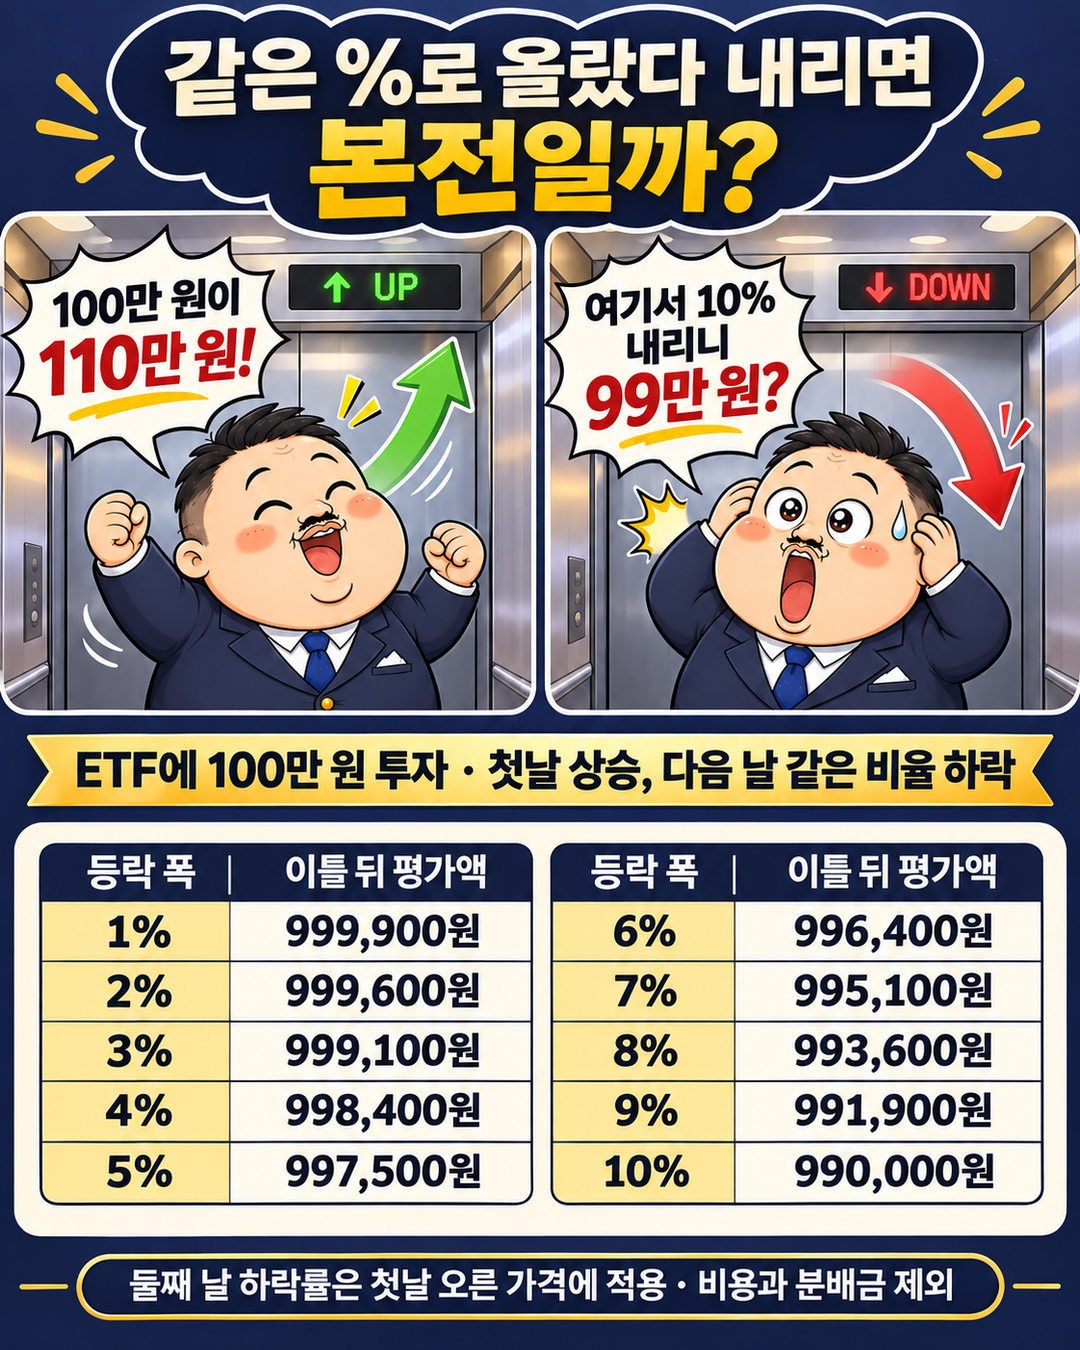 같은 %로 올랐다 내리면
본전일까?
100만 원이
110만 원!
↑ UP
여기서 10%
내리니
99만 원?
↓ DOWN
ETF에 100만 원 투자 · 첫날 상승, 다음 날 같은 비율 하락
등락 폭 | 이틀 뒤 평가액
1% 999,900원
2% 999,600원
3% 999,100원
4% 998,400원
5% 997,500원
등락 폭 | 이틀 뒤 평가액
6% 996,400원
7% 995,100원
8% 993,600원
9% 991,900원
10% 990,000원
둘째 날 하락률은 첫날 오른 가격에 적용 · 비용과 분배금 제외